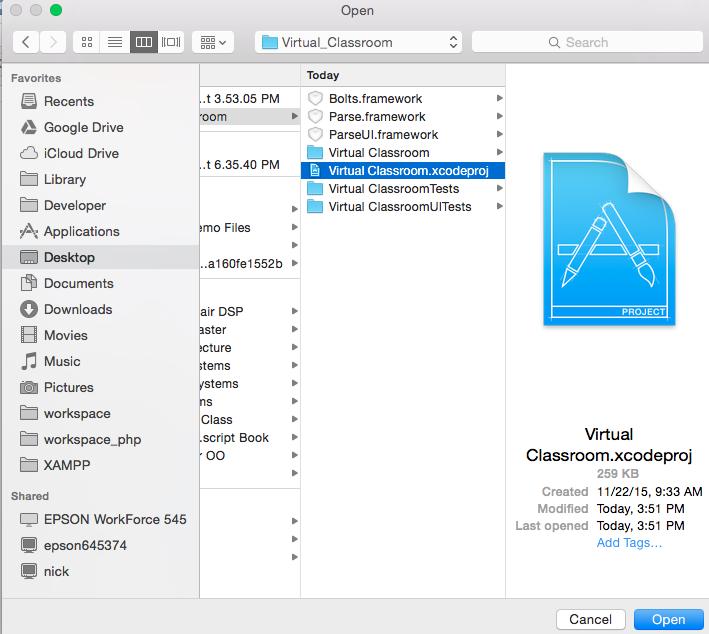 Open
Virtual_Classroom
Search
Favorites
Recents
Google Drive
iCloud Drive
Library
Developer
Applications
Desktop
Documents
Downloads
Movies
Music
Pictures
workspace
workspace_php
XAMPP
Shared
EPSON WorkForce 545
epson645374
nick
...t 3.53.05 PM
room
...t 6.35.40 PM
emo Files
...a160fe1552b
air DSP
aster
ecture
stems
ystems
ms
Class
.script Book
r OO
Today
Bolts.framework
Parse.framework
ParseUI.framework
Virtual Classroom
Virtual Classroom.xcodeproj
Virtual ClassroomTests
Virtual ClassroomUITests
PROJECT
Virtual
Classroom.xcodeproj
259 KB
Created 11/22/15, 9:33 AM
Modified Today, 3:51 PM
Last opened Today, 3:51 PM
Add Tags...
Cancel
Open